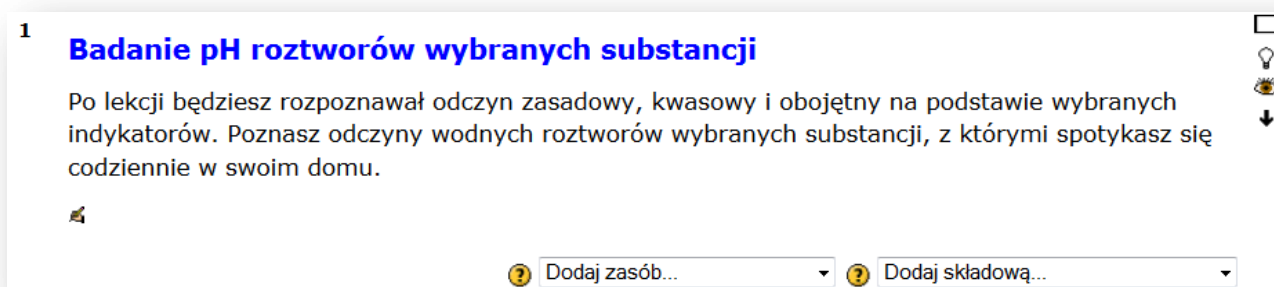 1
Badanie pH roztworów wybranych substancji
Po lekcji będziesz rozpoznawał odczyn zasadowy, kwasowy i obojętny na podstawie wybranych
indykatorów. Poznasz odczyny wodnych roztworów wybranych substancji, z którymi spotykasz się
codziennie w swoim domu.
? Dodaj zasób... ? Dodaj składową...